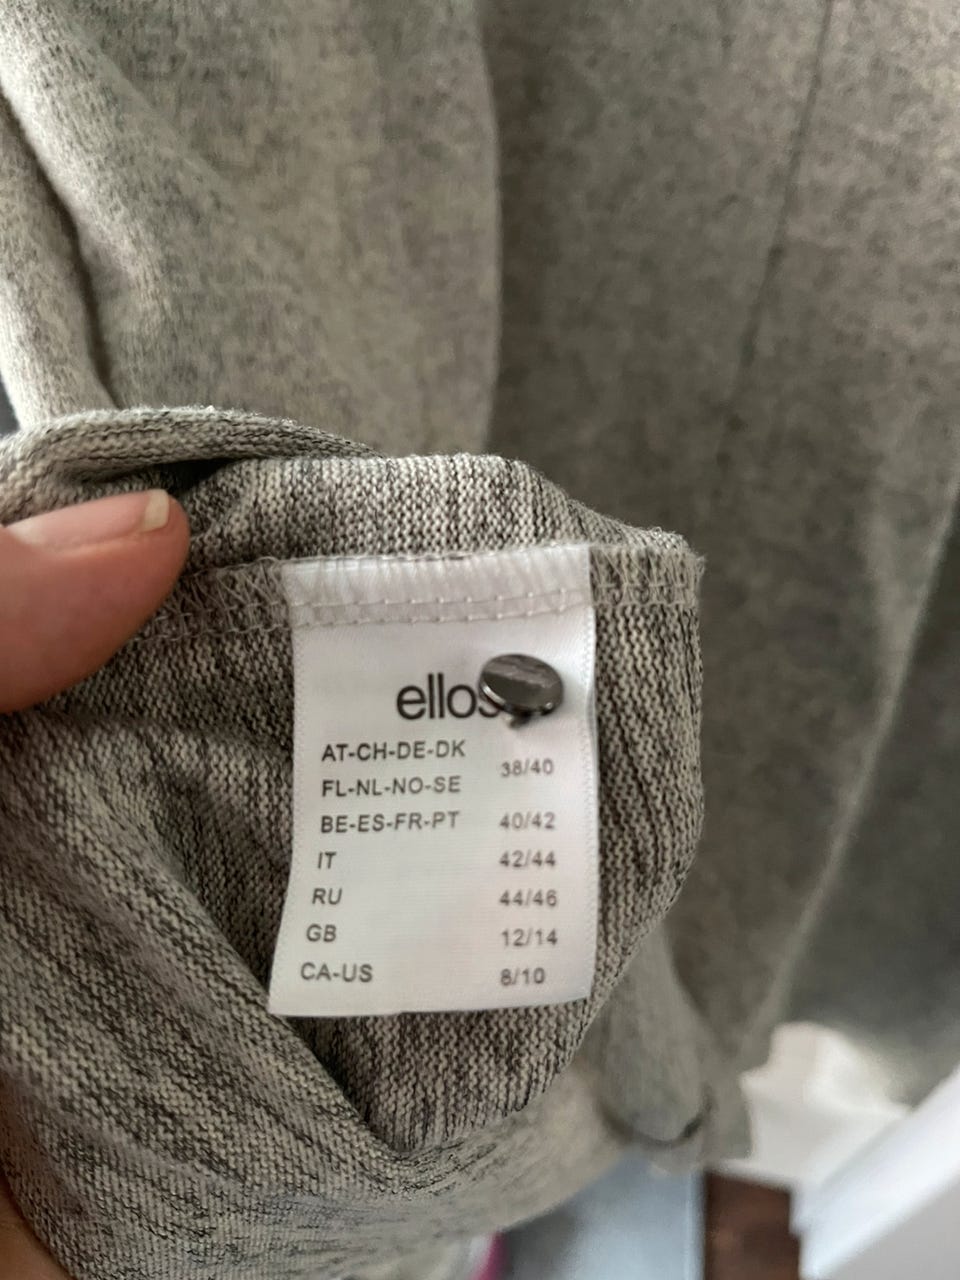 ellos
AT-CH-DE-DK
FL-NL-NO-SE 38/40
BE-ES-FR-PT 40/42
IT 42/44
RU 44/46
GB 12/14
CA-US 8/10